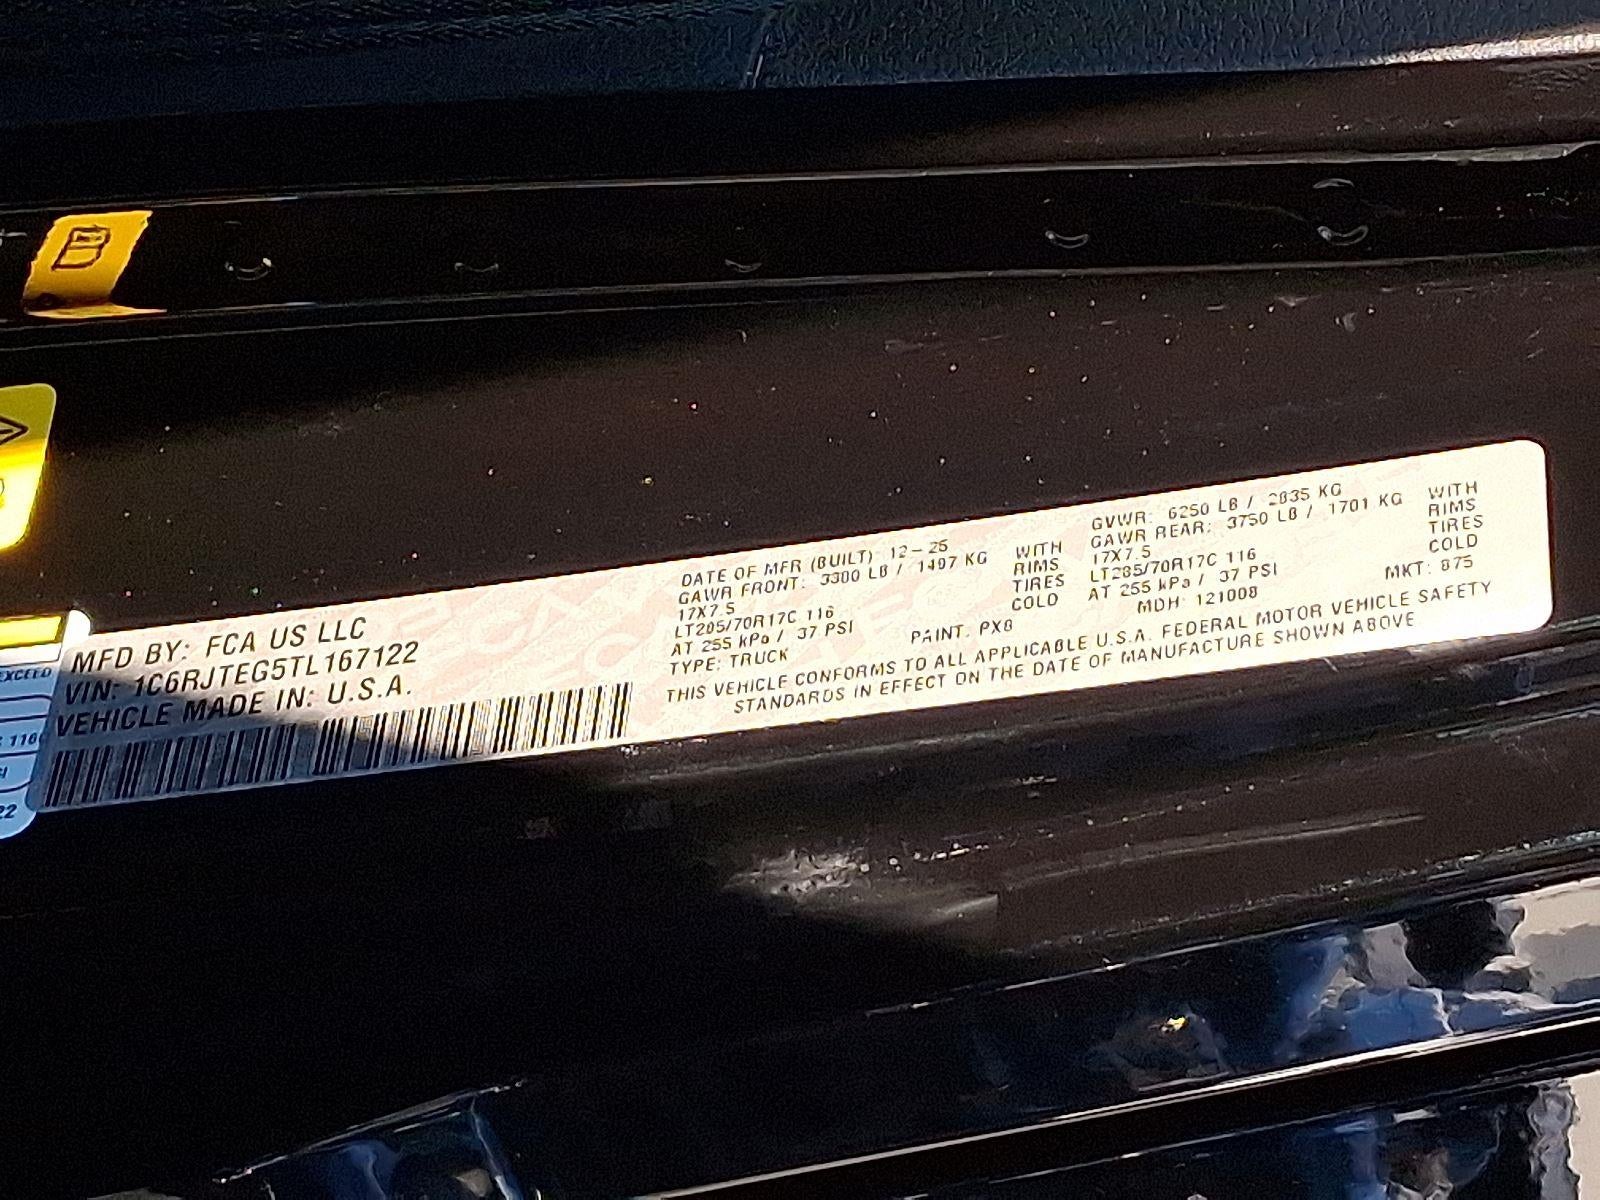 EXCEED
116
22
MFD BY: FCA US LLC
VIN: 1C6RJTEG5TL167122
VEHICLE MADE IN: U.S.A.
DATE OF MFR (BUILT) 12-25
GAWR FRONT: 3300 LB / 1497 KG WITH
17X7.5 RIMS
LT285/70R17C 116 TIRES
AT 255 kPa / 37 PSI COLD
TYPE: TRUCK PAINT: PX8
GVWR: 6250 LB / 2835 KG
GAWR REAR: 3750 LB / 1701 KG WITH
17X7.5 RIMS
LT285/70R17C 116 TIRES
AT 255 kPa / 37 PSI COLD
MDH: 121008 MKT: 875
THIS VEHICLE CONFORMS TO ALL APPLICABLE U.S.A. FEDERAL MOTOR VEHICLE SAFETY
STANDARDS IN EFFECT ON THE DATE OF MANUFACTURE SHOWN ABOVE